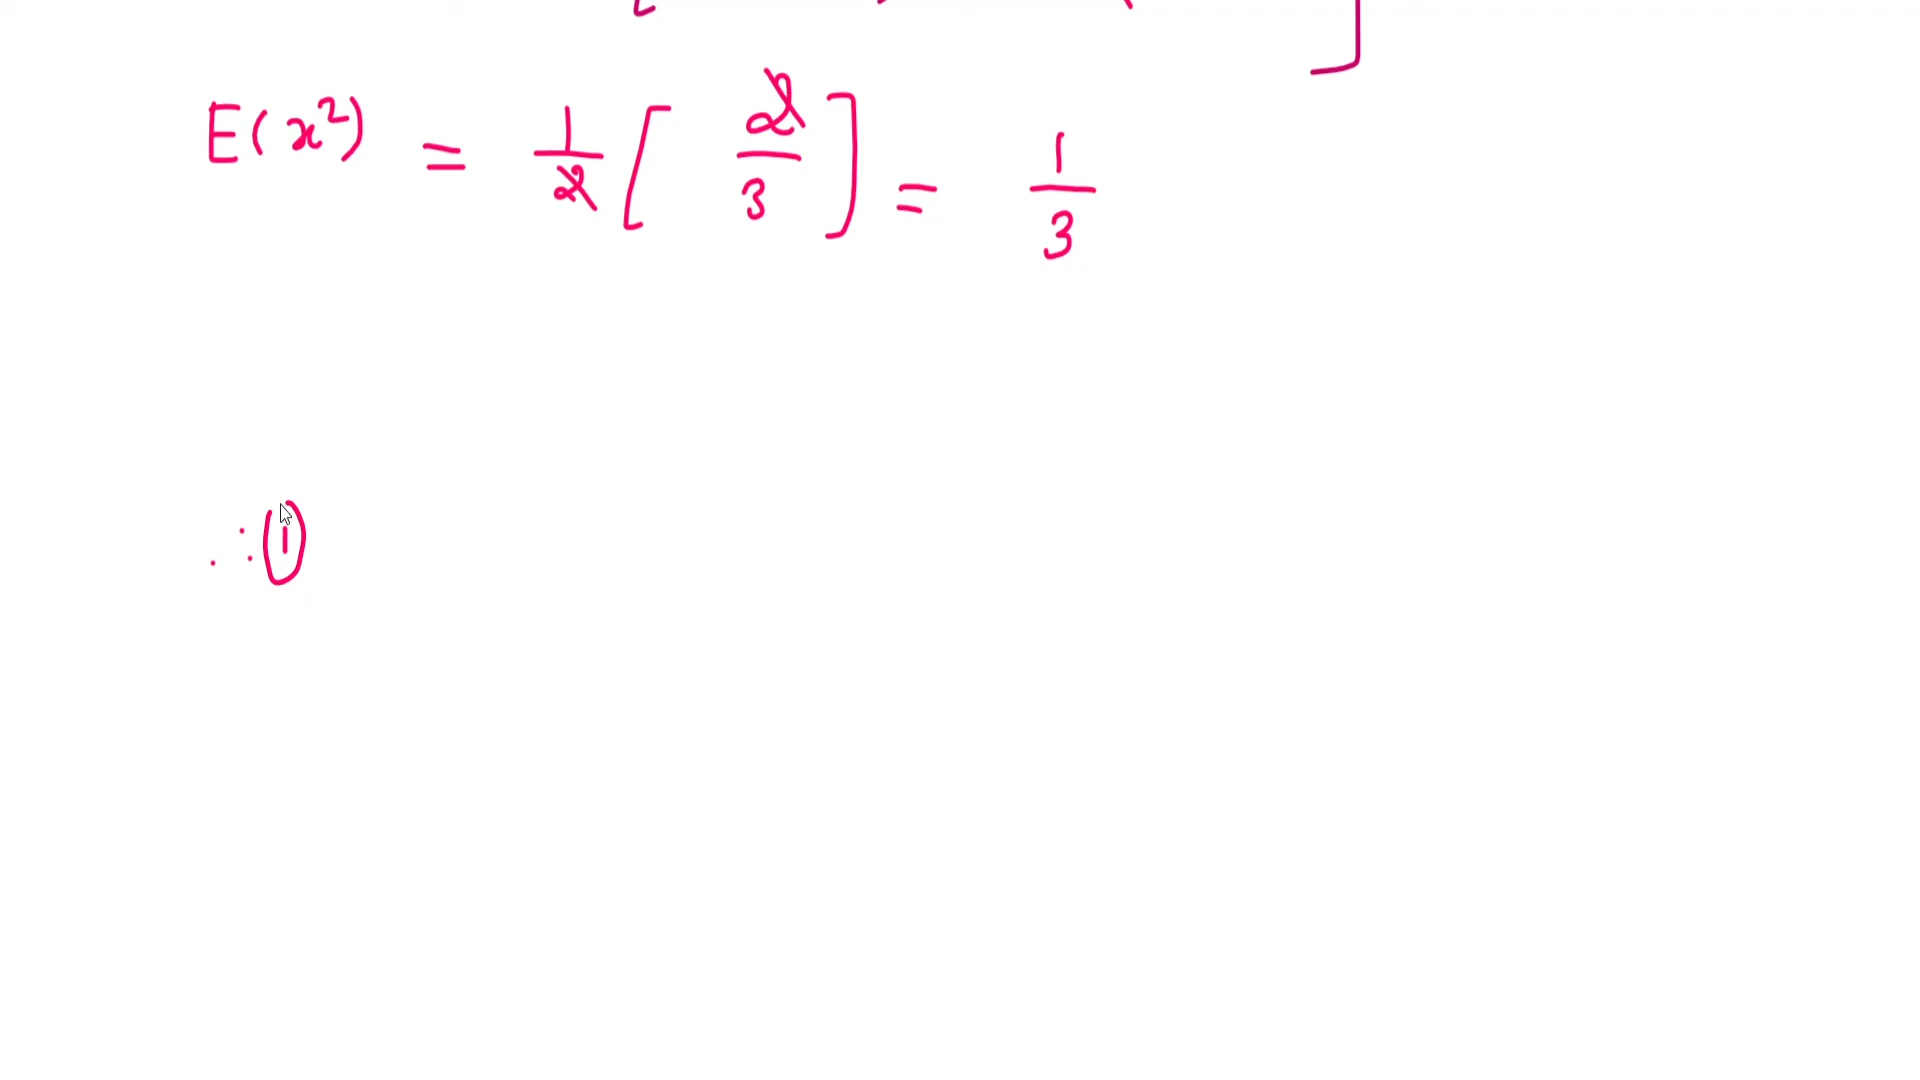 E(x²) = 1/2 [ 2/3 ] = 1/3
∴ ①